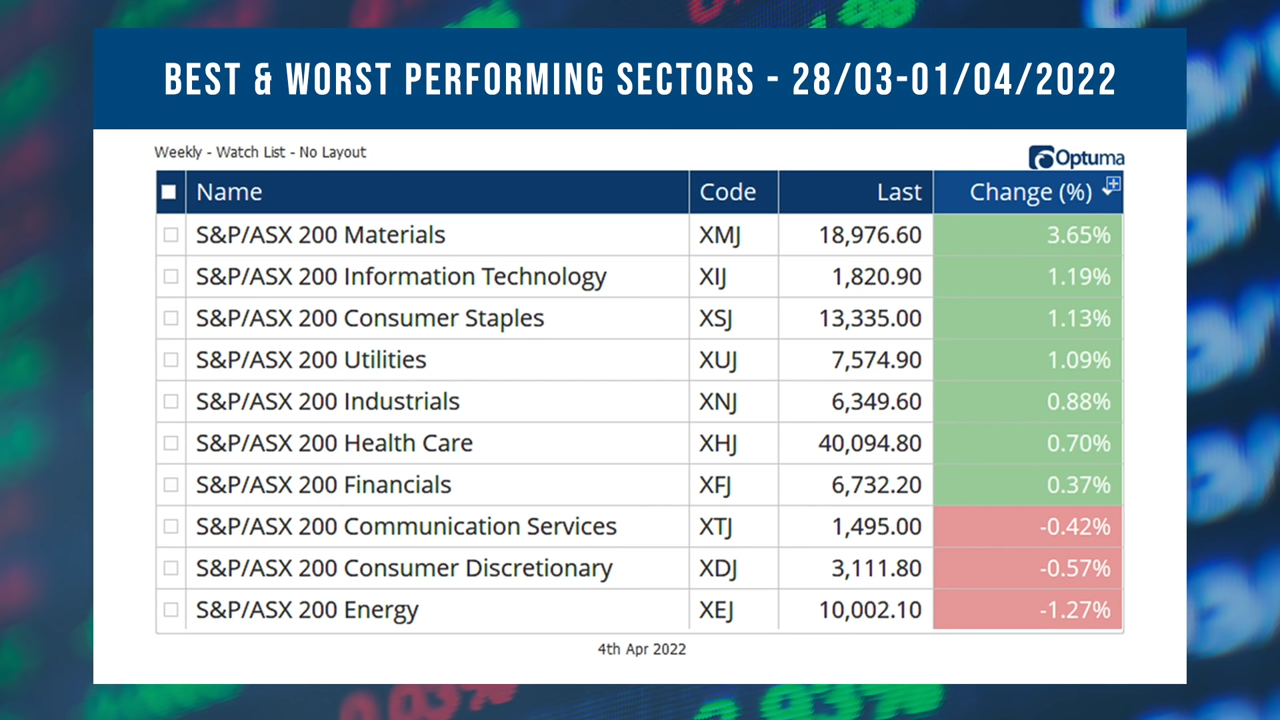 BEST & WORST PERFORMING SECTORS - 28/03-01/04/2022
Weekly - Watch List - No Layout
Optuma
Name Code Last Change (%)
S&P/ASX 200 Materials XMJ 18,976.60 3.65%
S&P/ASX 200 Information Technology XIJ 1,820.90 1.19%
S&P/ASX 200 Consumer Staples XSJ 13,335.00 1.13%
S&P/ASX 200 Utilities XUJ 7,574.90 1.09%
S&P/ASX 200 Industrials XNJ 6,349.60 0.88%
S&P/ASX 200 Health Care XHJ 40,094.80 0.70%
S&P/ASX 200 Financials XFJ 6,732.20 0.37%
S&P/ASX 200 Communication Services XTJ 1,495.00 -0.42%
S&P/ASX 200 Consumer Discretionary XDJ 3,111.80 -0.57%
S&P/ASX 200 Energy XEJ 10,002.10 -1.27%
4th Apr 2022